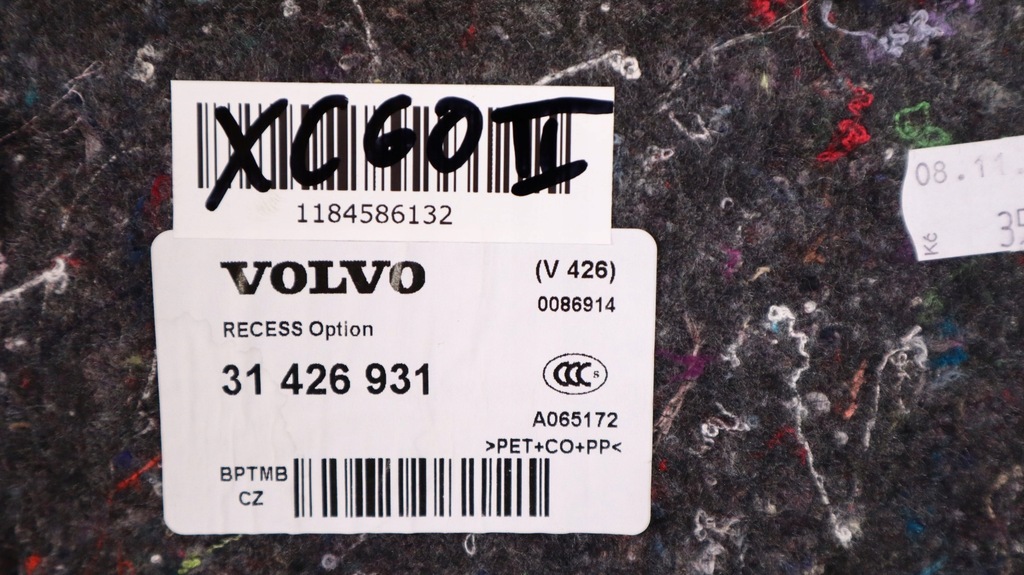 XC60 II
1184586132
VOLVO
(V 426)
0086914
RECESS Option
31 426 931
CCC S
A065172
>PET+CO+PP<
BPTMB
CZ
08.11.
Kč